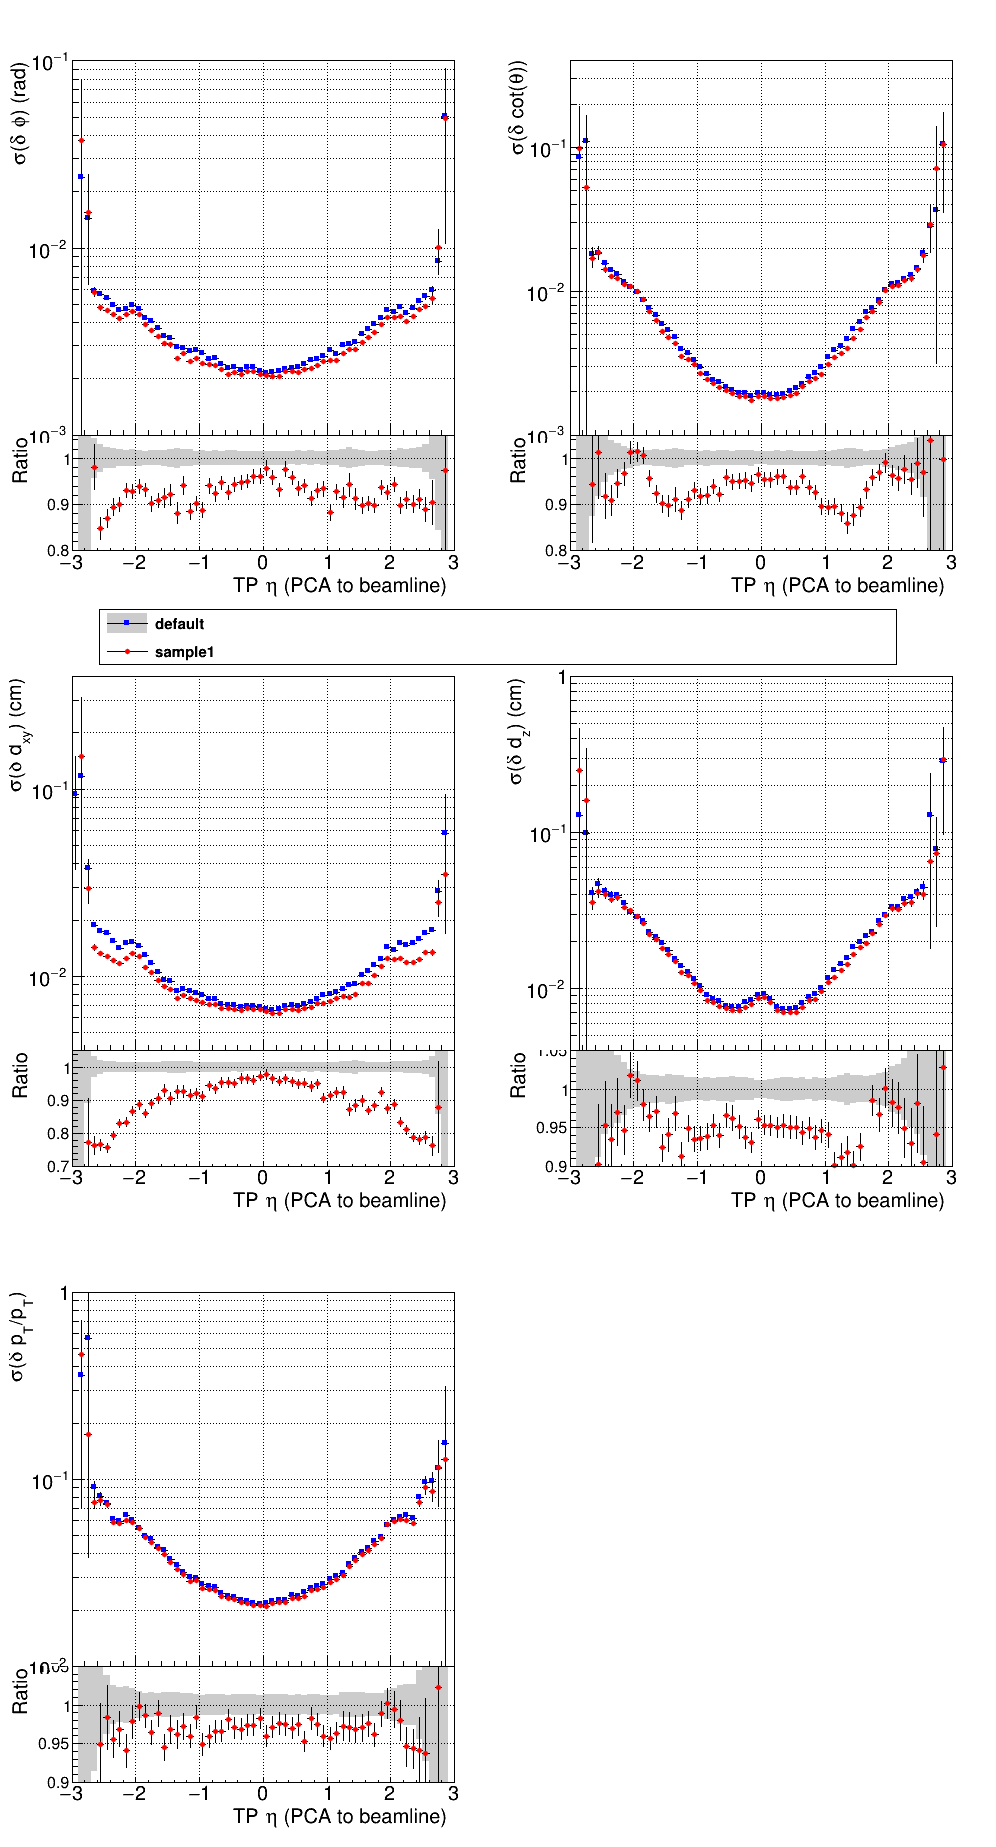 σ(δ φ) (rad)
10⁻¹
10⁻²
10⁻³
Ratio
1
0.9
0.8
−3 −2 −1 0 1 2 3
TP η (PCA to beamline)
σ(δ cot(θ))
10⁻¹
10⁻²
10⁻³
Ratio
1
0.9
0.8
−3 −2 −1 0 1 2 3
TP η (PCA to beamline)
default
sample1
σ(δ d_xy) (cm)
10⁻¹
10⁻²
Ratio
1
0.9
0.8
0.7
−3 −2 −1 0 1 2 3
TP η (PCA to beamline)
σ(δ d_z) (cm)
1
10⁻¹
10⁻²
Ratio
1.05
1
0.95
0.9
−3 −2 −1 0 1 2 3
TP η (PCA to beamline)
σ(δ p_T/p_T)
1
10⁻¹
10⁻²
Ratio
1
0.95
0.9
−3 −2 −1 0 1 2 3
TP η (PCA to beamline)